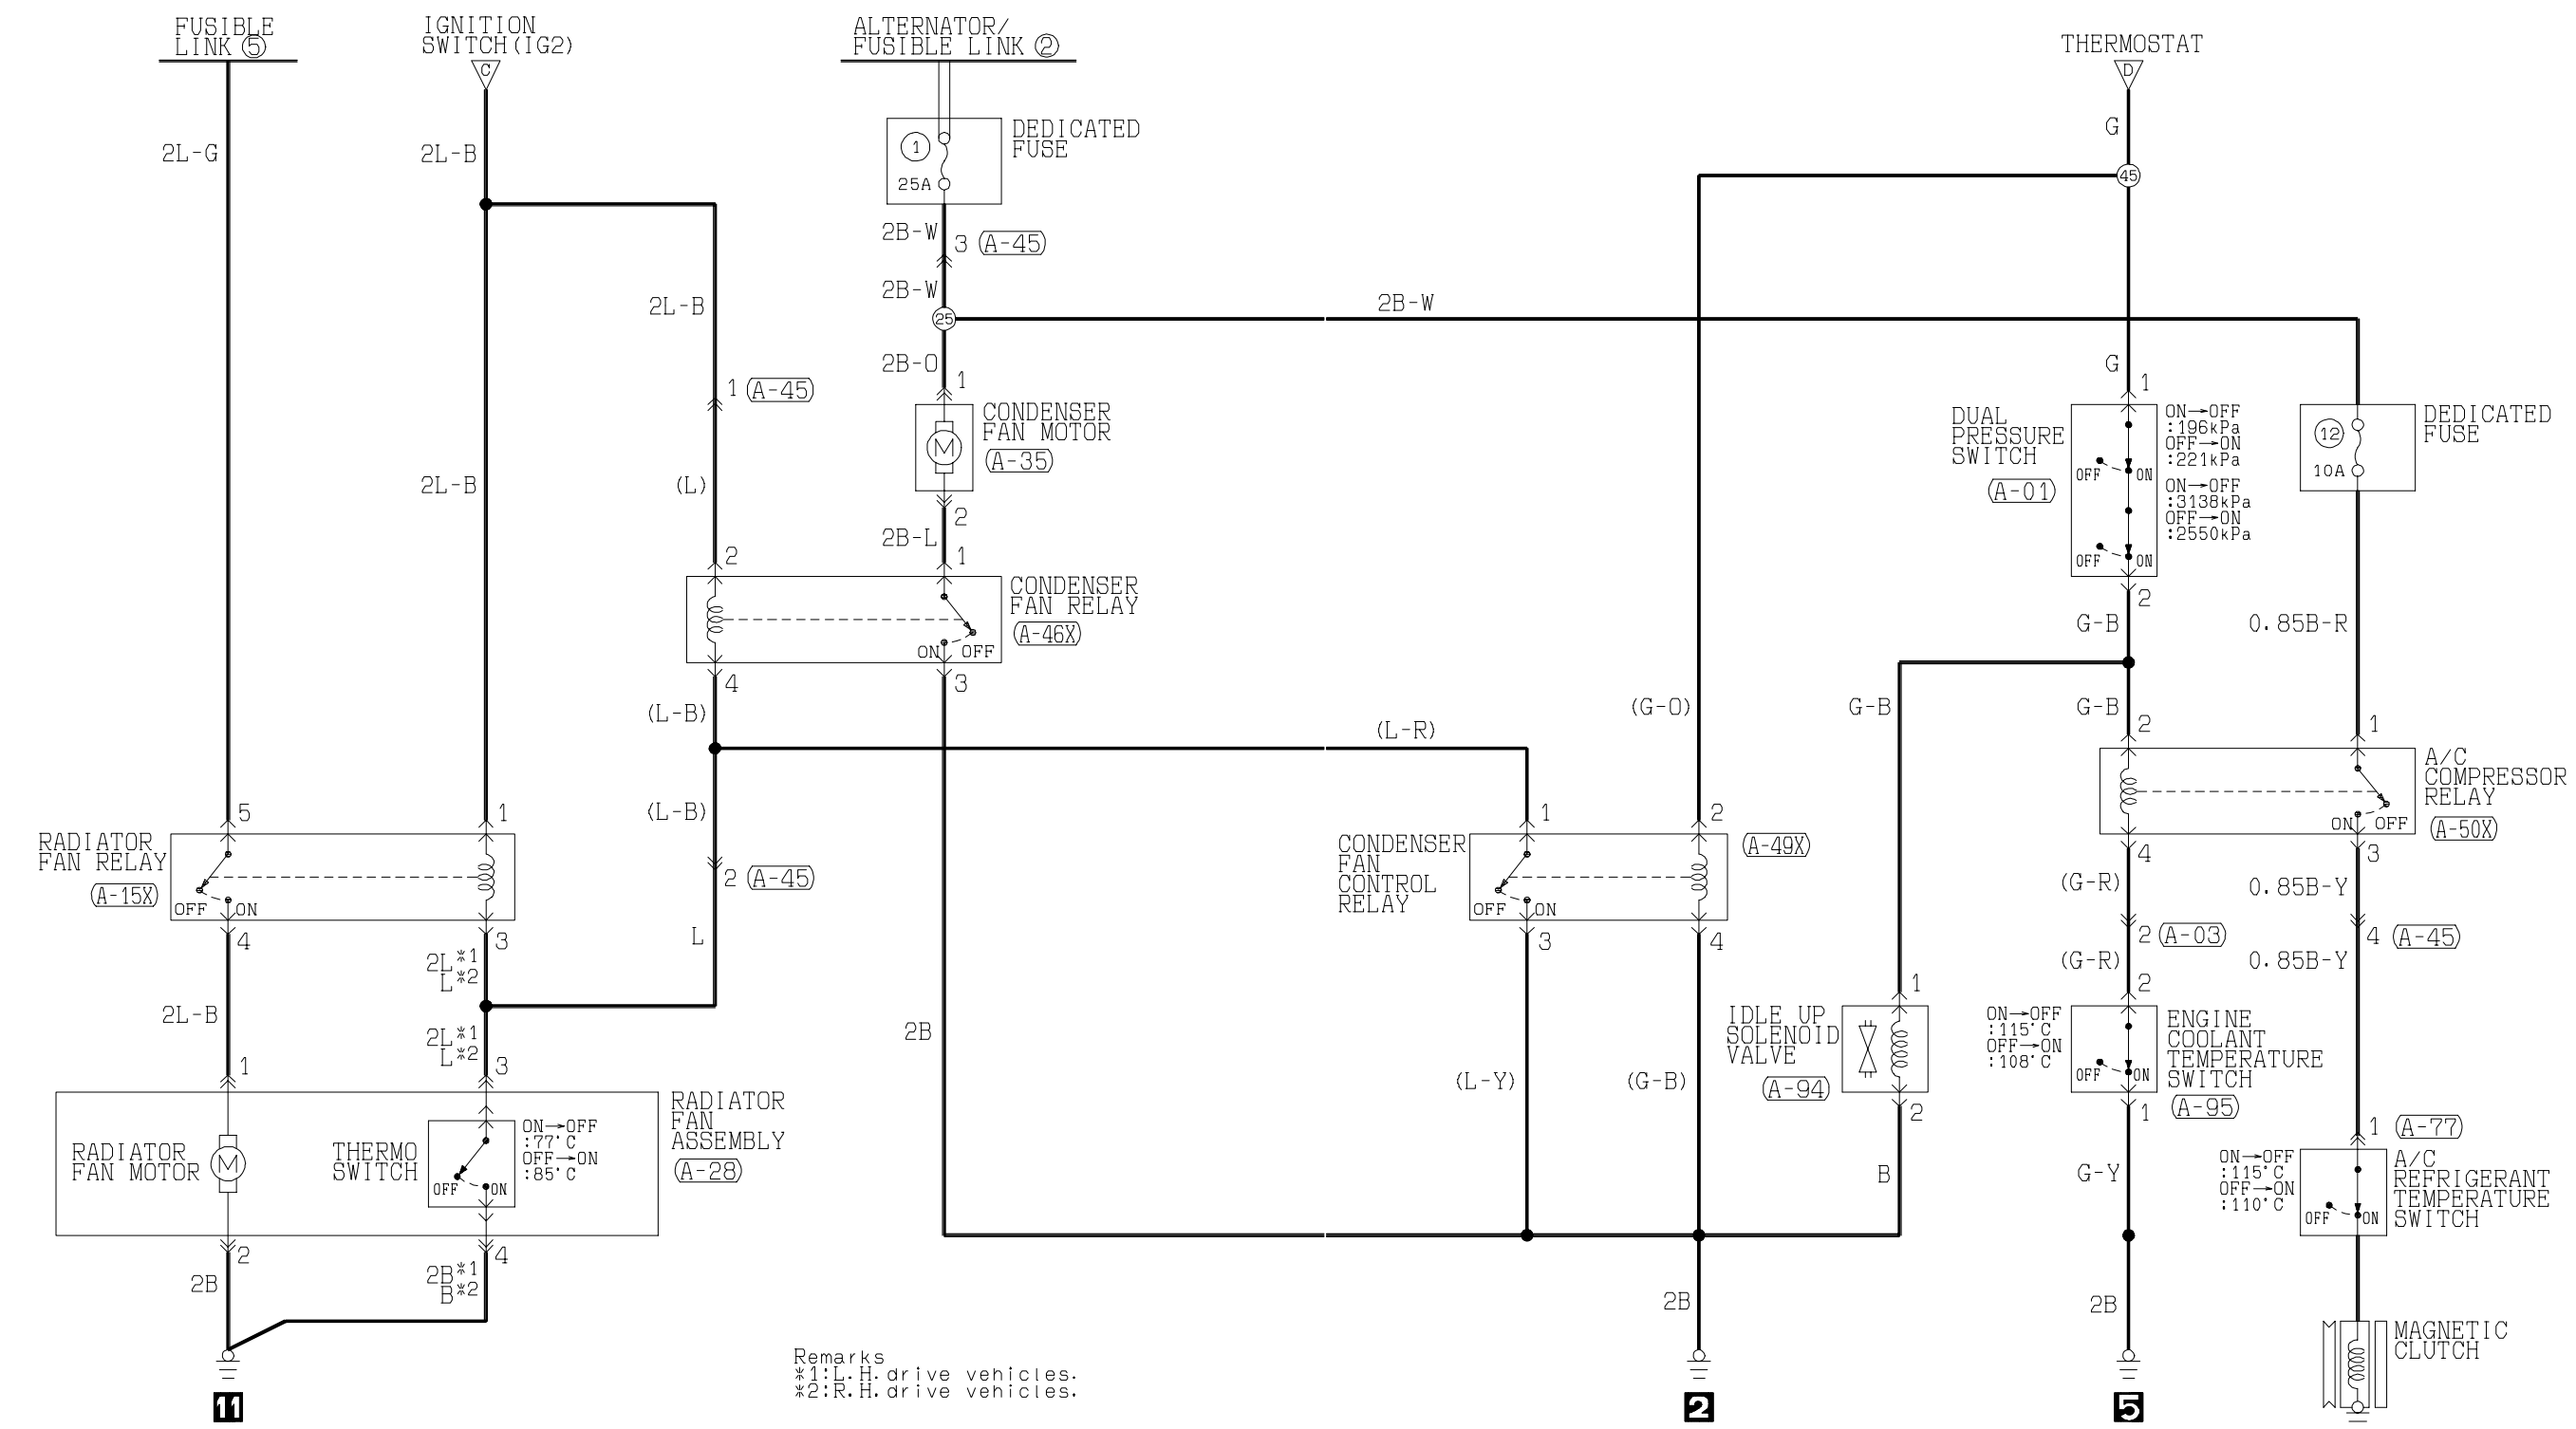 FUSIBLE
LINK ⑤
IGNITION
SWITCH(IG2)
ALTERNATOR/
FUSIBLE LINK ②
THERMOSTAT
C
D
G
DEDICATED
FUSE
1
25A
2L-G
2L-B
45
2B-W
3 (A-45)
2B-W
2L-B
25
2B-W
2B-O
1
G
1
1 (A-45)
CONDENSER
FAN MOTOR
M
(A-35)
DUAL
PRESSURE
SWITCH
(A-01)
ON→OFF
:196kPa
OFF→ON
:221kPa
OFF ON
ON→OFF
:3138kPa
OFF→ON
:2550kPa
OFF ON
DEDICATED
FUSE
12
10A
2L-B
(L)
2
2B-L
1
2
2
CONDENSER
FAN RELAY
(A-46X)
ON OFF
G-B
0.85B-R
4
3
(L-B)
(L-R)
(G-O)
G-B
G-B
2
1
A/C
COMPRESSOR
RELAY
(A-50X)
ON OFF
5
1
(L-B)
1
2
RADIATOR
FAN RELAY
(A-15X)
OFF ON
2 (A-45)
CONDENSER
FAN
CONTROL
RELAY
(A-49X)
OFF ON
4
3
(G-R)
0.85B-Y
4
3
L
3
4
2 (A-03)
4 (A-45)
2L*1
L*2
(G-R)
0.85B-Y
1
2
2L-B
2L*1
L*2
2B
IDLE UP
SOLENOID
VALVE
(A-94)
ON→OFF
:115°C
OFF→ON
:108°C
OFF ON
ENGINE
COOLANT
TEMPERATURE
SWITCH
(A-95)
1
3
(L-Y)
(G-B)
2
1
1 (A-77)
RADIATOR
FAN MOTOR
M
THERMO
SWITCH
ON→OFF
:77°C
OFF→ON
:85°C
OFF ON
RADIATOR
FAN
ASSEMBLY
(A-28)
B
G-Y
ON→OFF
:115°C
OFF→ON
:110°C
OFF ON
A/C
REFRIGERANT
TEMPERATURE
SWITCH
2
4
2B
2B*1
B*2
2B
2B
MAGNETIC
CLUTCH
Remarks
*1:L.H.drive vehicles.
*2:R.H.drive vehicles.
11
2
5